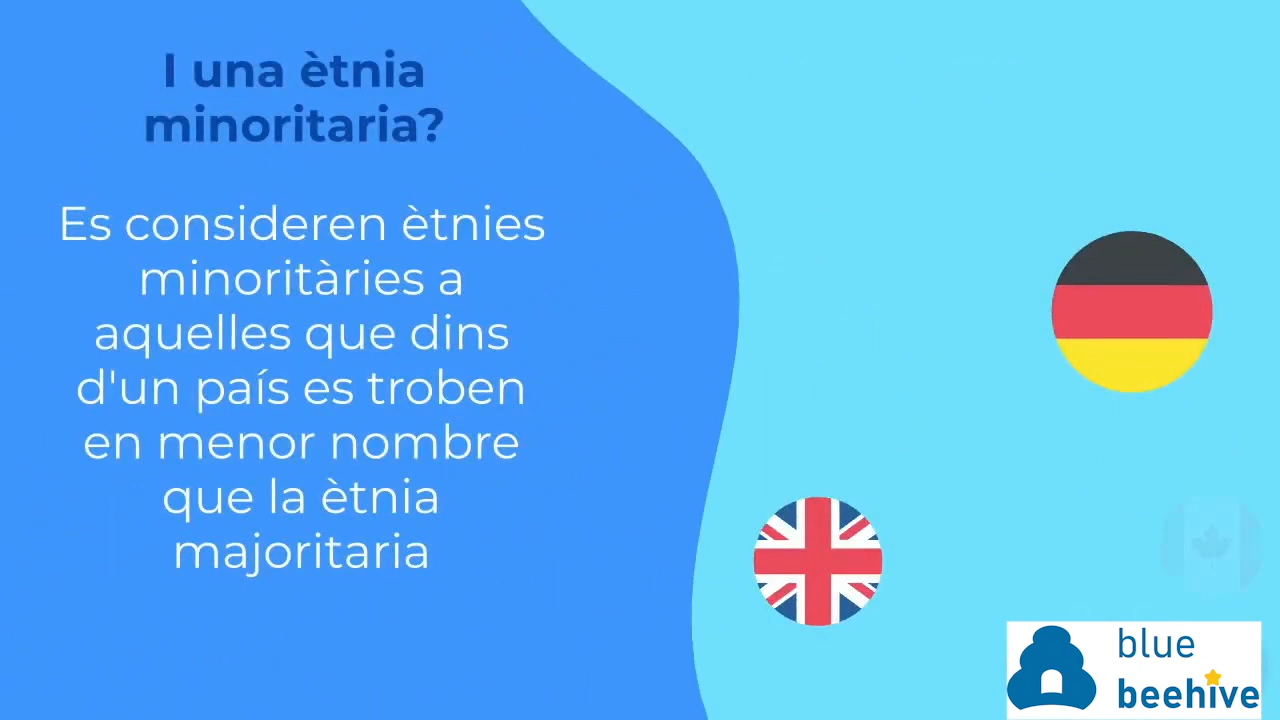 I una ètnia
minoritaria?
Es consideren ètnies
minoritàries a
aquelles que dins
d'un país es troben
en menor nombre
que la ètnia
majoritaria
blue
beehive